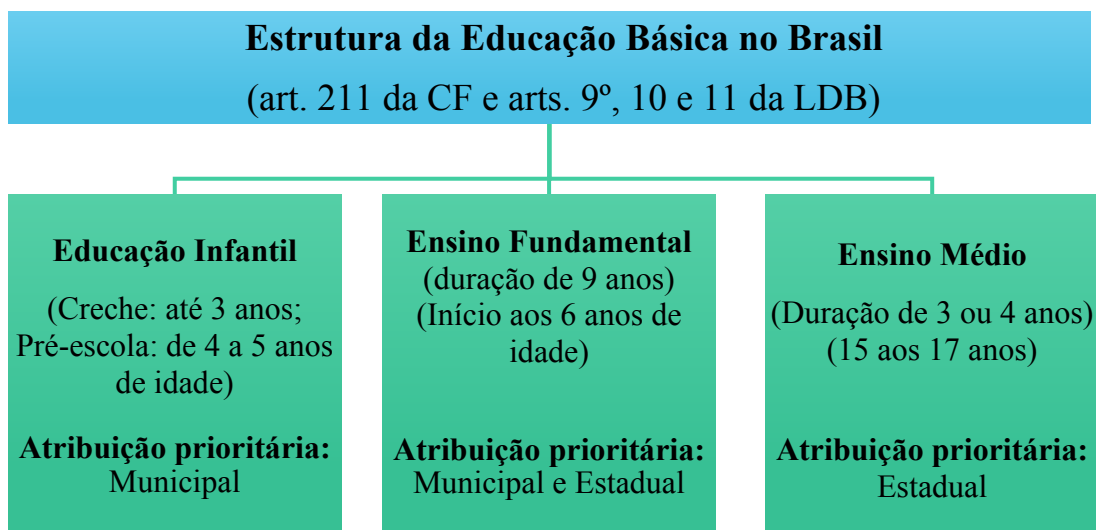 Estrutura da Educação Básica no Brasil
(art. 211 da CF e arts. 9º, 10 e 11 da LDB)
Educação Infantil
(Creche: até 3 anos;
Pré-escola: de 4 a 5 anos
de idade)
Atribuição prioritária:
Municipal
Ensino Fundamental
(duração de 9 anos)
(Início aos 6 anos de
idade)
Atribuição prioritária:
Municipal e Estadual
Ensino Médio
(Duração de 3 ou 4 anos)
(15 aos 17 anos)
Atribuição prioritária:
Estadual